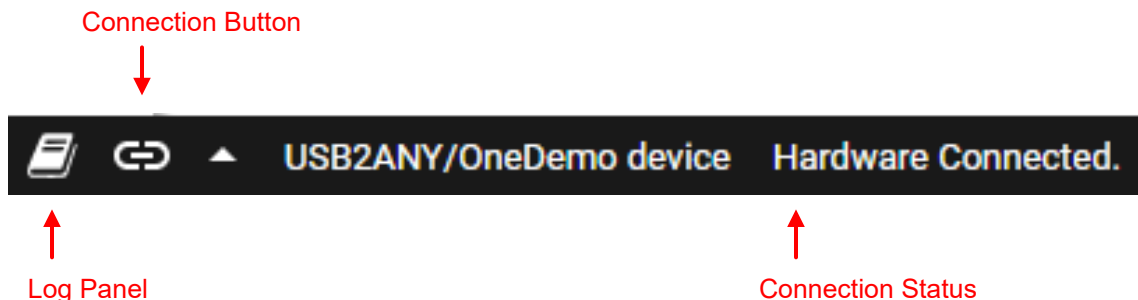 Connection Button
USB2ANY/OneDemo device Hardware Connected.
Log Panel
Connection Status